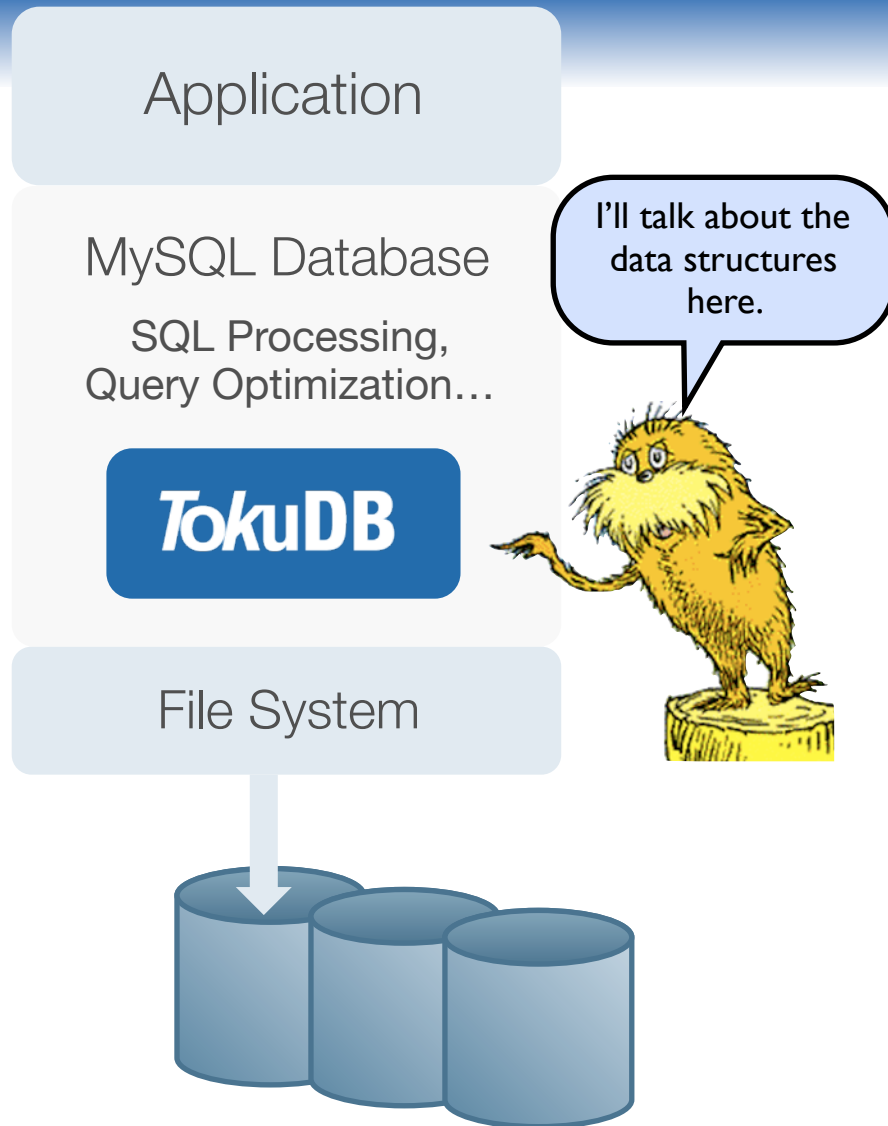 Application
MySQL Database
SQL Processing,
Query Optimization…
TokuDB
I'll talk about the
data structures
here.
File System